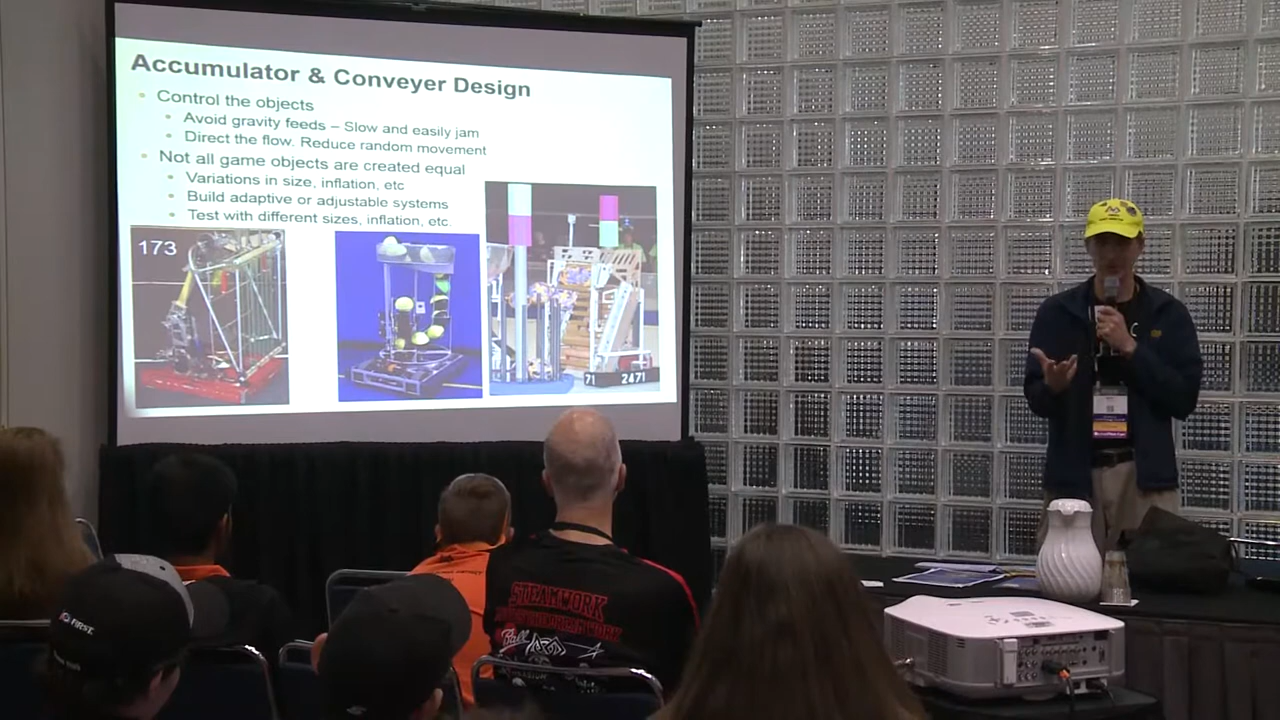 Accumulator & Conveyer Design
Control the objects
Avoid gravity feeds – Slow and easily jam
Direct the flow. Reduce random movement
Not all game objects are created equal
Variations in size, inflation, etc
Build adaptive or adjustable systems
Test with different sizes, inflation, etc.
173
71
2471
FIRST
STEAMWORK
Ball